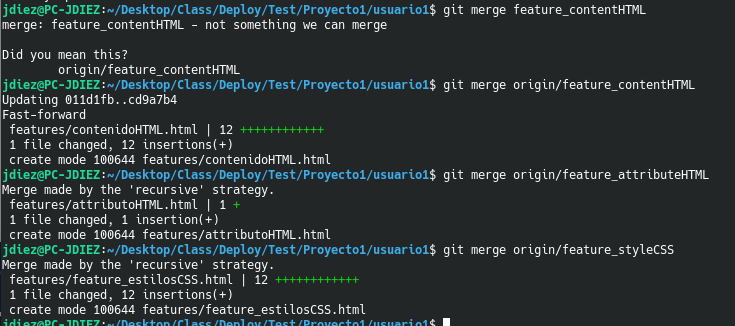 jdiez@PC-JDIEZ:~/Desktop/Class/Deploy/Test/Proyecto1/usuario1$ git merge feature_contentHTML
merge: feature_contentHTML - not something we can merge
Did you mean this?
origin/feature_contentHTML
jdiez@PC-JDIEZ:~/Desktop/Class/Deploy/Test/Proyecto1/usuario1$ git merge origin/feature_contentHTML
Updating 011d1fb..cd9a7b4
Fast-forward
features/contenidoHTML.html | 12 ++++++++++++
1 file changed, 12 insertions(+)
create mode 100644 features/contenidoHTML.html
jdiez@PC-JDIEZ:~/Desktop/Class/Deploy/Test/Proyecto1/usuario1$ git merge origin/feature_attributeHTML
Merge made by the 'recursive' strategy.
features/attributoHTML.html | 1 +
1 file changed, 1 insertion(+)
create mode 100644 features/attributoHTML.html
jdiez@PC-JDIEZ:~/Desktop/Class/Deploy/Test/Proyecto1/usuario1$ git merge origin/feature_styleCSS
Merge made by the 'recursive' strategy.
features/feature_estilosCSS.html | 12 ++++++++++++
1 file changed, 12 insertions(+)
create mode 100644 features/feature_estilosCSS.html
jdiez@PC-JDIEZ:~/Desktop/Class/Deploy/Test/Proyecto1/usuario1$